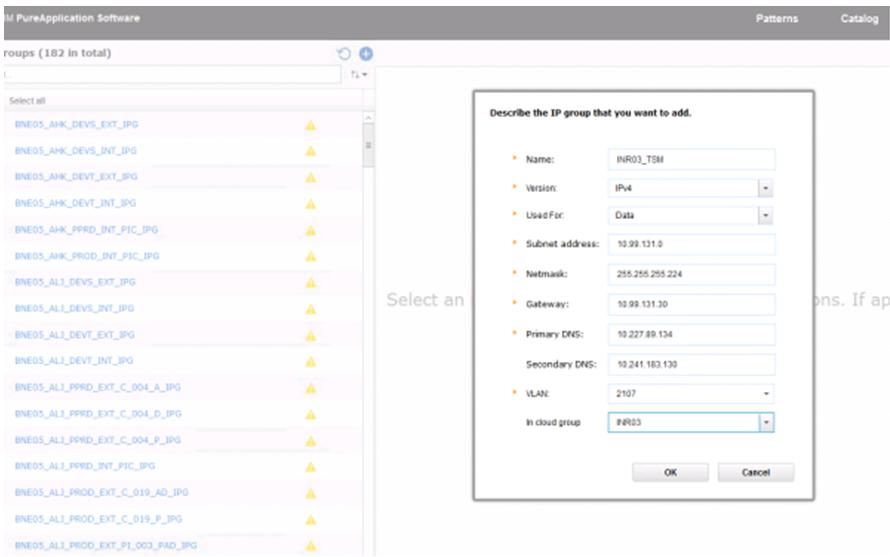 M PureApplication Software
Patterns
Catalog
roups (182 in total)
Select all
BNE05_AHK_DEVS_EXT_IPG
BNE05_AHK_DEVS_INT_IPG
BNE05_AHK_DEVT_EXT_IPG
BNE05_AHK_DEVT_INT_IPG
BNE05_AHK_PPRD_INT_PIC_IPG
BNE05_AHK_PROD_INT_PIC_IPG
BNE05_ALJ_DEVS_EXT_IPG
BNE05_ALJ_DEVS_INT_IPG
BNE05_ALJ_DEVT_EXT_IPG
BNE05_ALJ_DEVT_INT_IPG
BNE05_ALJ_PPRD_EXT_C_004_A_IPG
BNE05_ALJ_PPRD_EXT_C_004_D_IPG
BNE05_ALJ_PPRD_EXT_C_004_P_IPG
BNE05_ALJ_PPRD_INT_PIC_IPG
BNE05_ALJ_PROD_EXT_C_019_AD_IPG
BNE05_ALJ_PROD_EXT_C_019_P_IPG
BNE05_ALJ_PROD_EXT_PI_003_PAD_IPG
Select an
ons. If ap
Describe the IP group that you want to add.
* Name: INR03_TSM
* Version: IPv4
* Used For: Data
* Subnet address: 10.99.131.0
* Netmask: 255.255.255.224
* Gateway: 10.99.131.30
* Primary DNS: 10.227.89.134
Secondary DNS: 10.241.183.130
* VLAN: 2107
In cloud group INR03
OK Cancel